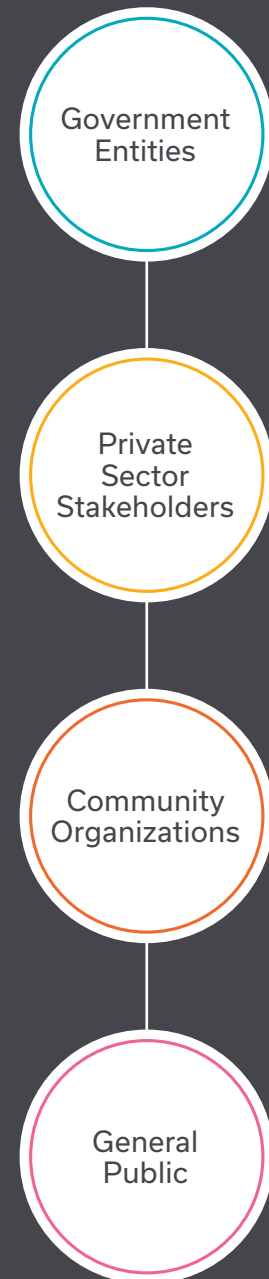 Government
Entities
Private
Sector
Stakeholders
Community
Organizations
General
Public